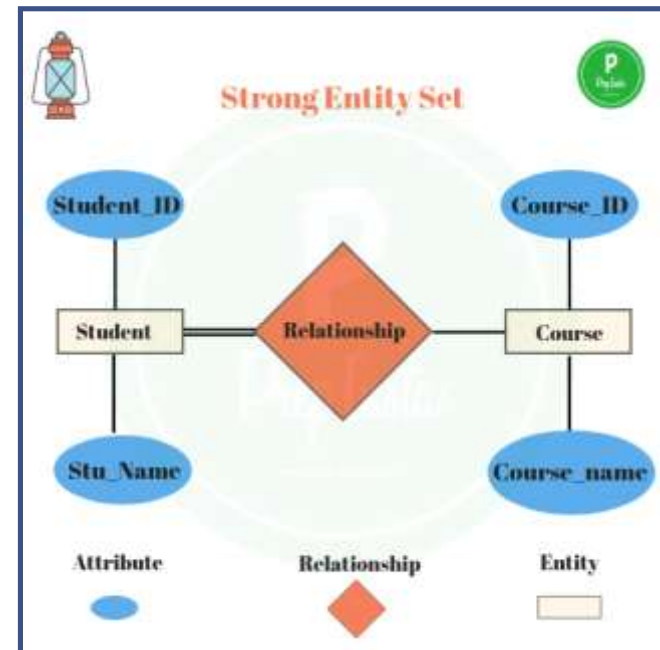 Strong Entity Set
P
Student_ID
Course_ID
Student
Relationship
Course
Stu_Name
Course_name
Attribute
Relationship
Entity